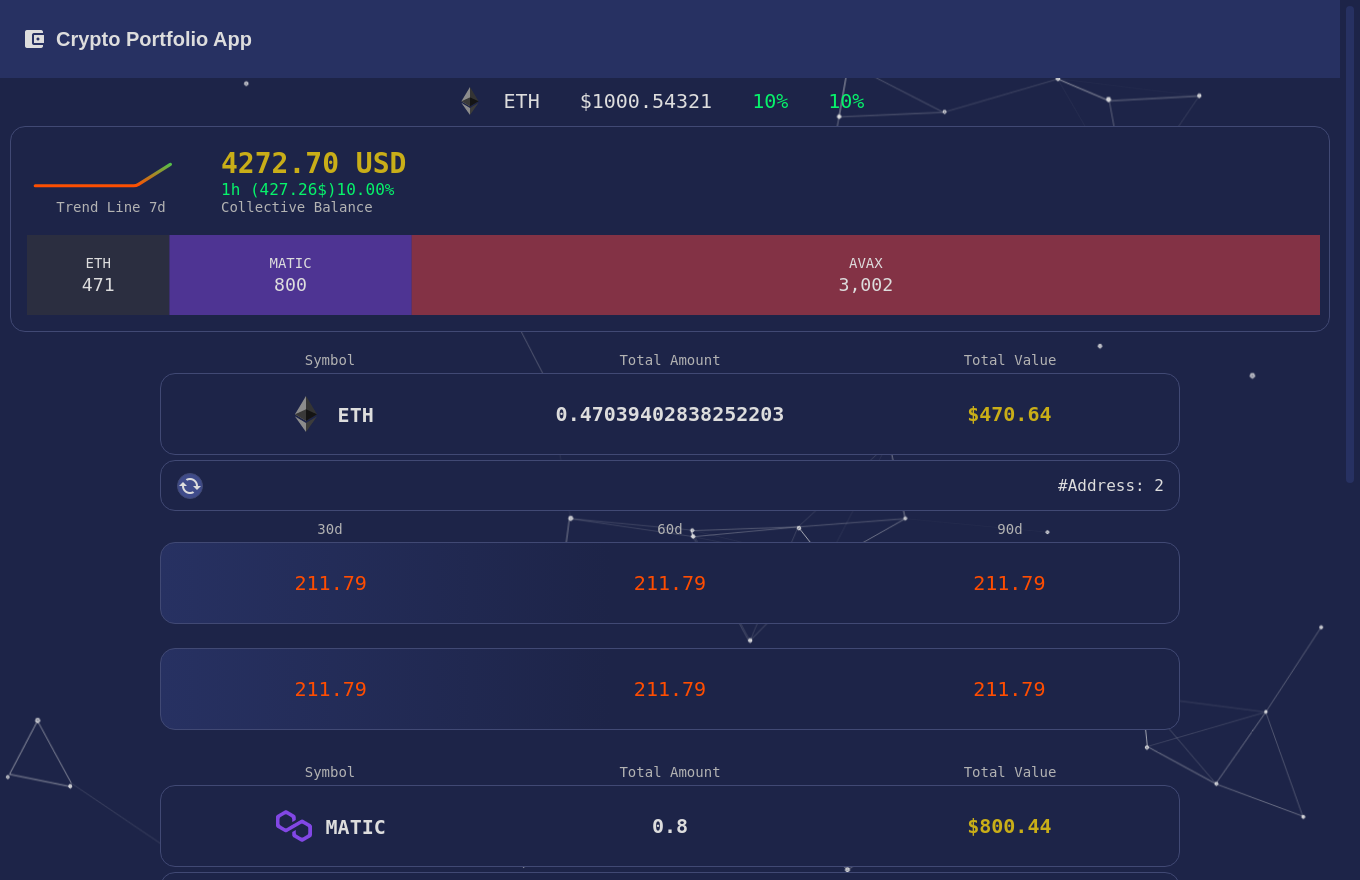 Crypto Portfolio App
ETH $1000.54321 10% 10%
4272.70 USD
1h (427.26$)10.00%
Trend Line 7d Collective Balance
ETH MATIC AVAX
471 800 3,002
Symbol Total Amount Total Value
ETH 0.47039402838252203 $470.64
#Address: 2
30d 60d 90d
211.79 211.79 211.79
211.79 211.79 211.79
Symbol Total Amount Total Value
MATIC 0.8 $800.44